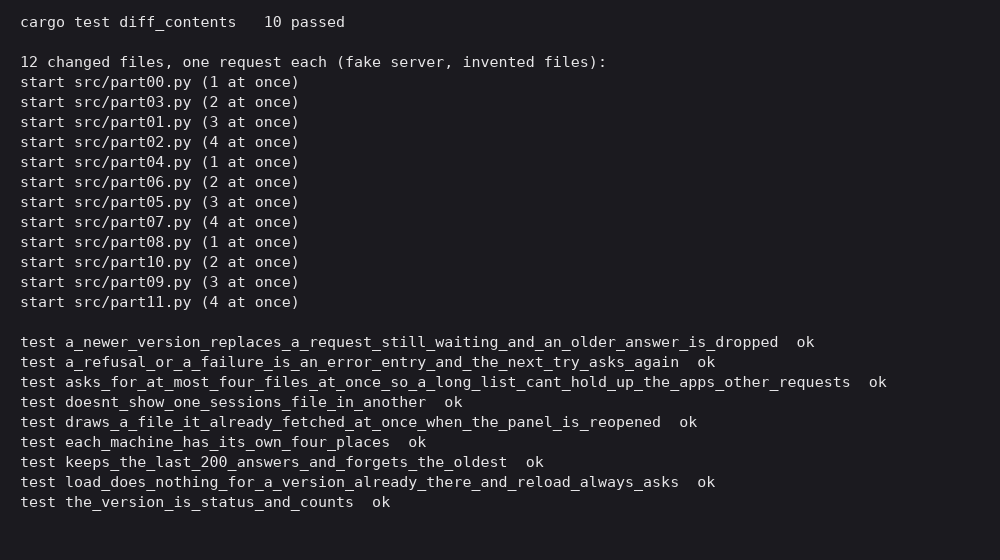 cargo test diff_contents   10 passed
12 changed files, one request each (fake server, invented files):
start src/part00.py (1 at once)
start src/part03.py (2 at once)
start src/part01.py (3 at once)
start src/part02.py (4 at once)
start src/part04.py (1 at once)
start src/part06.py (2 at once)
start src/part05.py (3 at once)
start src/part07.py (4 at once)
start src/part08.py (1 at once)
start src/part10.py (2 at once)
start src/part09.py (3 at once)
start src/part11.py (4 at once)
test a_newer_version_replaces_a_request_still_waiting_and_an_older_answer_is_dropped  ok
test a_refusal_or_a_failure_is_an_error_entry_and_the_next_try_asks_again  ok
test asks_for_at_most_four_files_at_once_so_a_long_list_cant_hold_up_the_apps_other_requests  ok
test doesnt_show_one_sessions_file_in_another  ok
test draws_a_file_it_already_fetched_at_once_when_the_panel_is_reopened  ok
test each_machine_has_its_own_four_places  ok
test keeps_the_last_200_answers_and_forgets_the_oldest  ok
test load_does_nothing_for_a_version_already_there_and_reload_always_asks  ok
test the_version_is_status_and_counts  ok